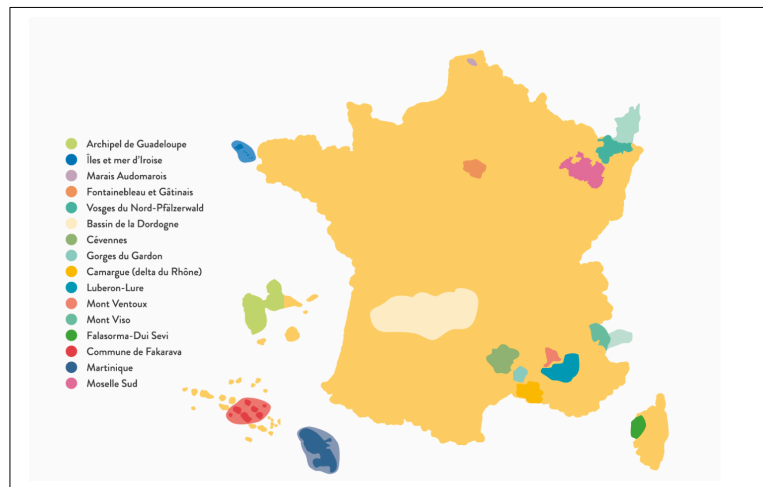 Archipel de Guadeloupe
Îles et mer d'Iroise
Marais Audomarois
Fontainebleau et Gâtinais
Vosges du Nord-Pfälzerwald
Bassin de la Dordogne
Cévennes
Gorges du Gardon
Camargue (delta du Rhône)
Luberon-Lure
Mont Ventoux
Mont Viso
Falasorma-Dui Sevi
Commune de Fakarava
Martinique
Moselle Sud